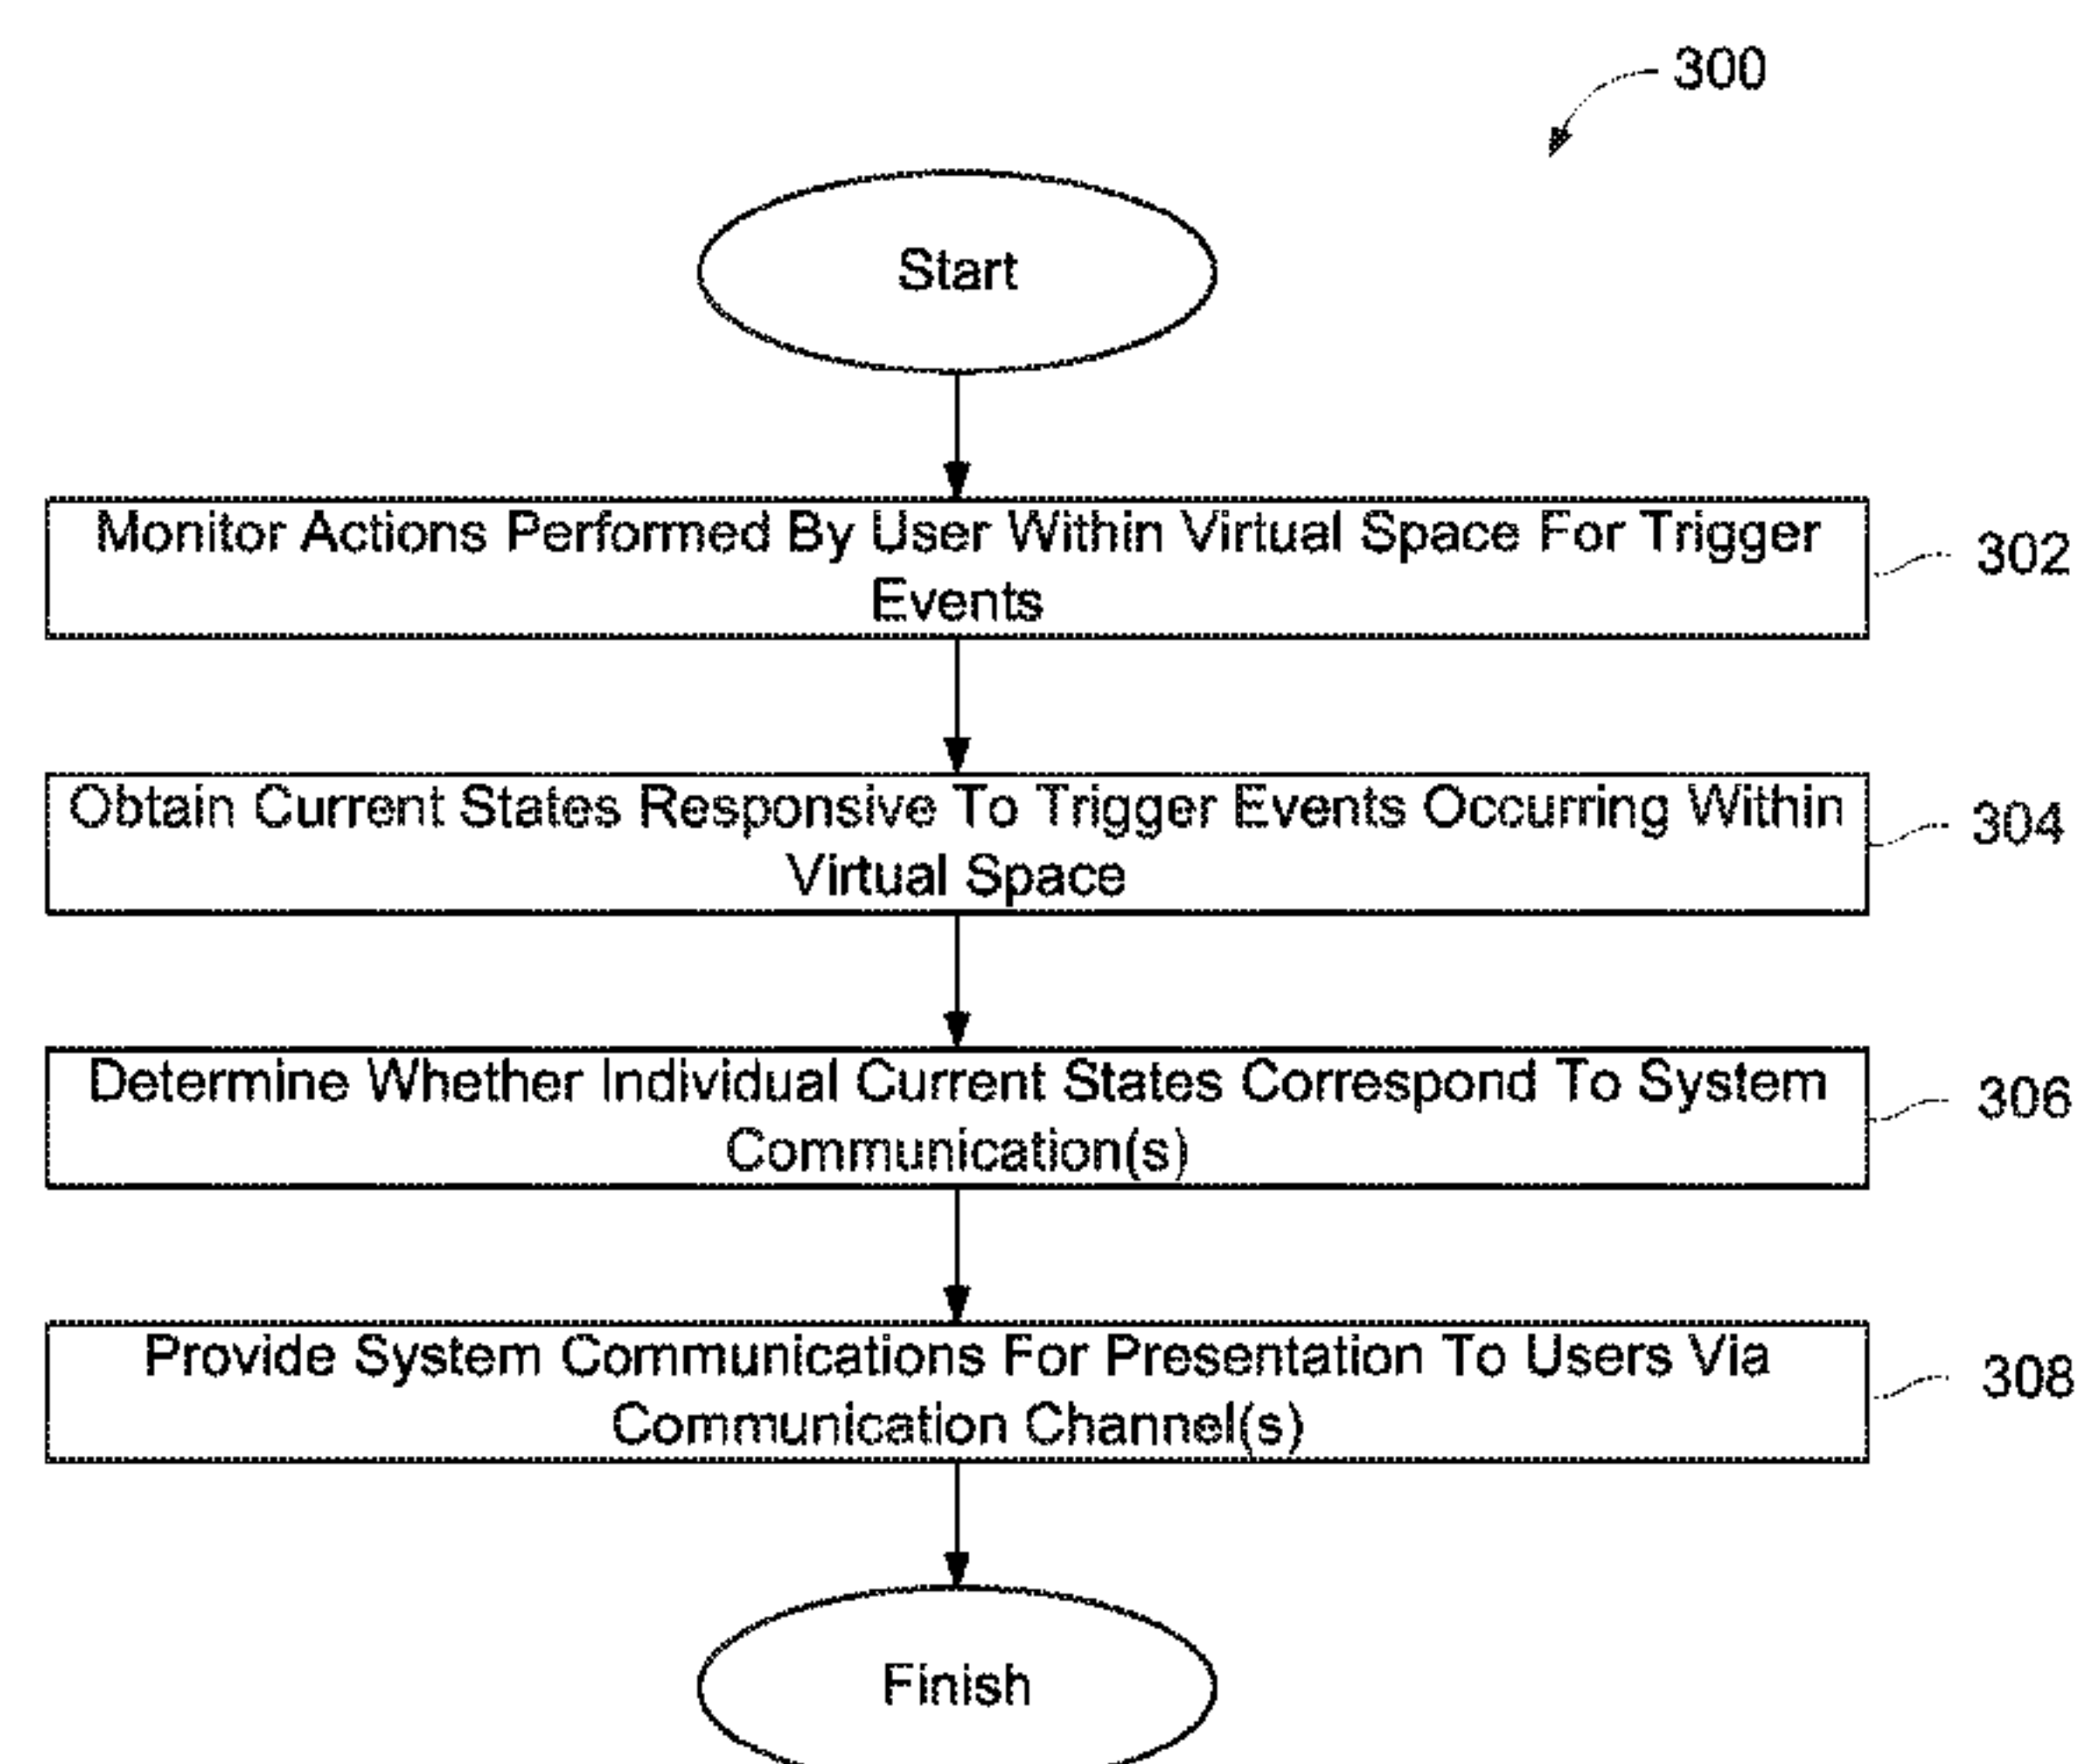 300
Start
Monitor Actions Performed By User Within Virtual Space For Trigger
Events
302
Obtain Current States Responsive To Trigger Events Occurring Within
Virtual Space
304
Determine Whether Individual Current States Correspond To System
Communication(s)
306
Provide System Communications For Presentation To Users Via
Communication Channel(s)
308
Finish